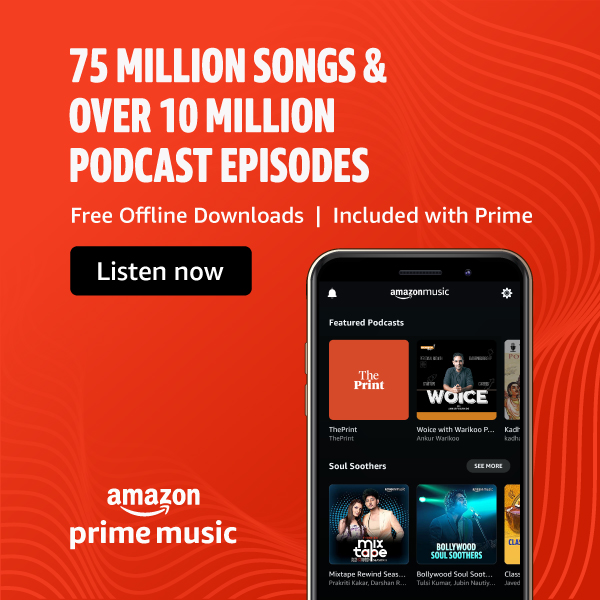 75 MILLION SONGS &
OVER 10 MILLION
PODCAST EPISODES
Free Offline Downloads | Included with Prime
Listen now
amazonmusic
Featured Podcasts
The
Print
WOICE
ThePrint
Woice with Warikoo P...
Kadh
ThePrint
Ankur Warikoo
kadhu
Soul Soothers
SEE MORE
mix
tape
BOLLYWOOD
SOUL SOOTHERS
CLAS
Mixtape Rewind Seas...
Bollywood Soul Soot...
Class
Prakriti Kakar, Darshan R...
Tulsi Kumar, Jubin Nautiy...
Javed
amazon
prime music